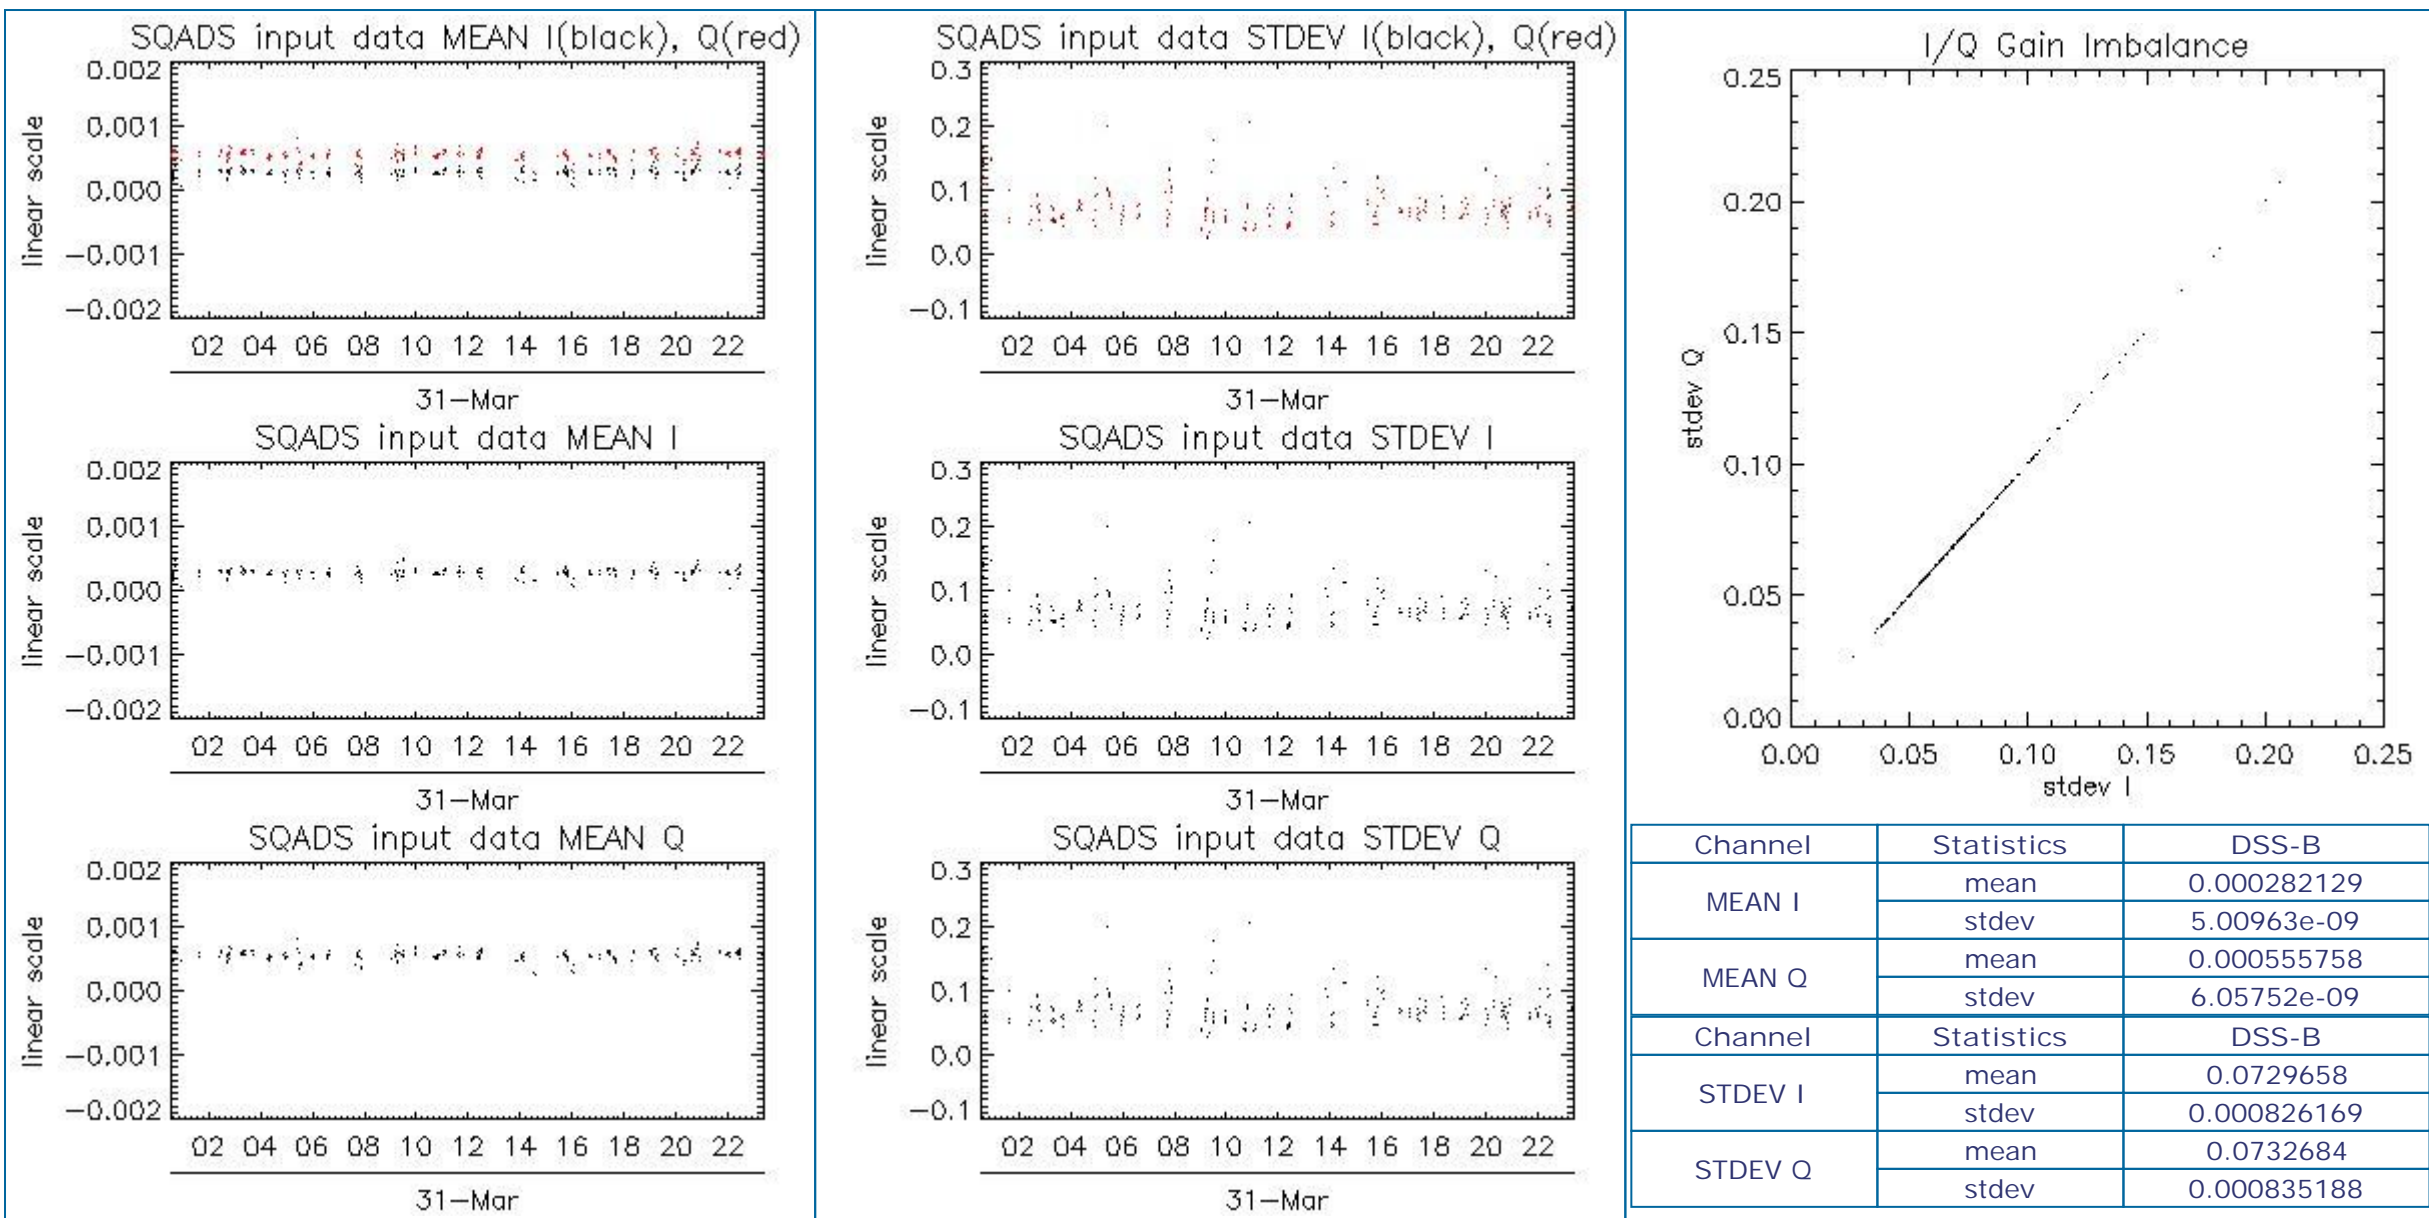 SQADS input data MEAN I(black), Q(red)
0.002
0.001
0.000
−0.001
−0.002
linear scale
02 04 06 08 10 12 14 16 18 20 22
31−Mar
SQADS input data MEAN I
0.002
0.001
0.000
−0.001
−0.002
linear scale
02 04 06 08 10 12 14 16 18 20 22
31−Mar
SQADS input data MEAN Q
0.002
0.001
0.000
−0.001
−0.002
linear scale
02 04 06 08 10 12 14 16 18 20 22
31−Mar
SQADS input data STDEV I(black), Q(red)
0.3
0.2
0.1
0.0
−0.1
linear scale
02 04 06 08 10 12 14 16 18 20 22
31−Mar
SQADS input data STDEV I
0.3
0.2
0.1
0.0
−0.1
linear scale
02 04 06 08 10 12 14 16 18 20 22
31−Mar
SQADS input data STDEV Q
0.3
0.2
0.1
0.0
−0.1
linear scale
02 04 06 08 10 12 14 16 18 20 22
31−Mar
I/Q Gain Imbalance
0.25
0.20
0.15
0.10
0.05
0.00
stdev Q
0.00 0.05 0.10 0.15 0.20 0.25
stdev I
Channel Statistics DSS-B
MEAN I mean 0.000282129
stdev 5.00963e-09
MEAN Q mean 0.000555758
stdev 6.05752e-09
Channel Statistics DSS-B
STDEV I mean 0.0729658
stdev 0.000826169
STDEV Q mean 0.0732684
stdev 0.000835188